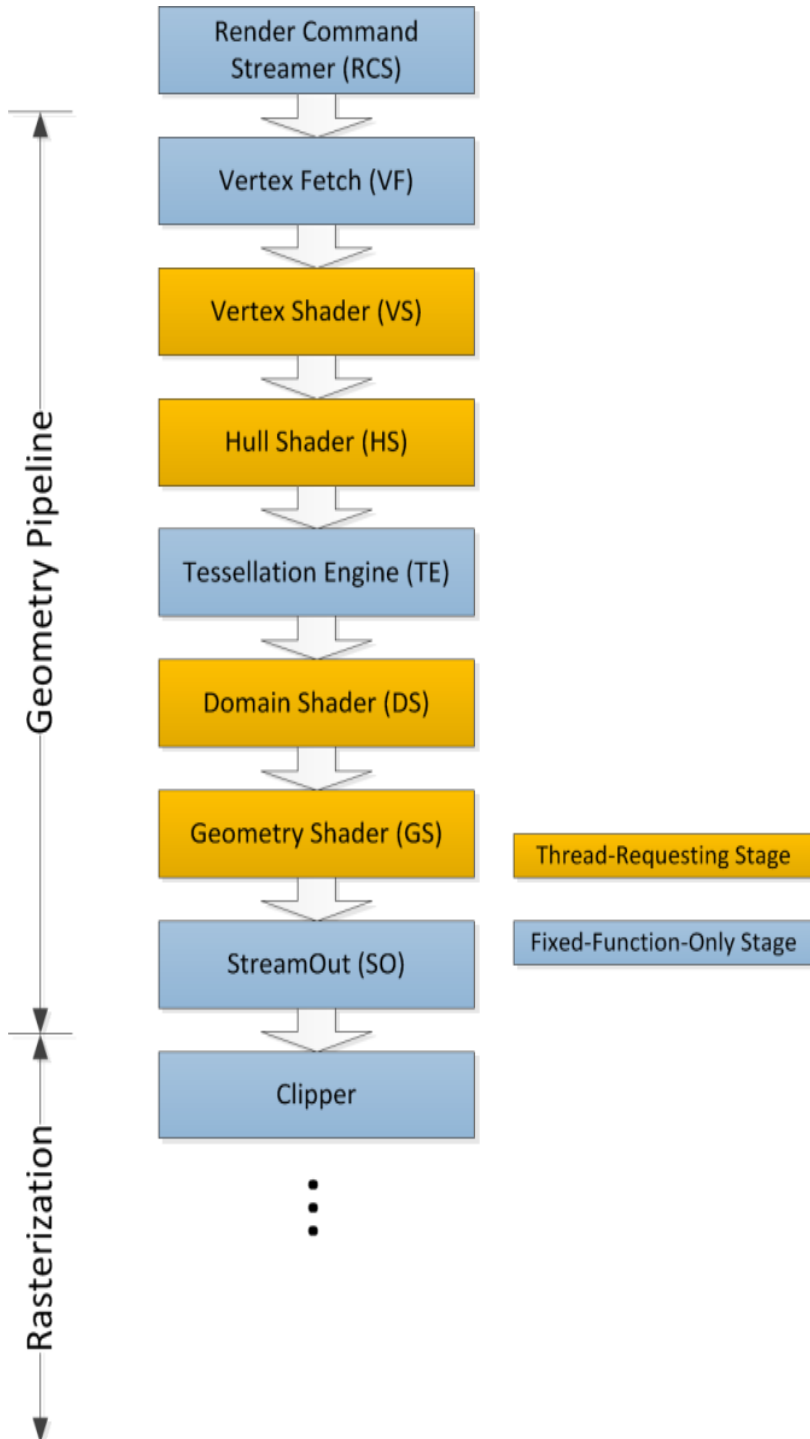 Render Command
Streamer (RCS)
Vertex Fetch (VF)
Vertex Shader (VS)
Hull Shader (HS)
Tessellation Engine (TE)
Domain Shader (DS)
Geometry Shader (GS)
StreamOut (SO)
Clipper
Geometry Pipeline
Rasterization
Thread-Requesting Stage
Fixed-Function-Only Stage